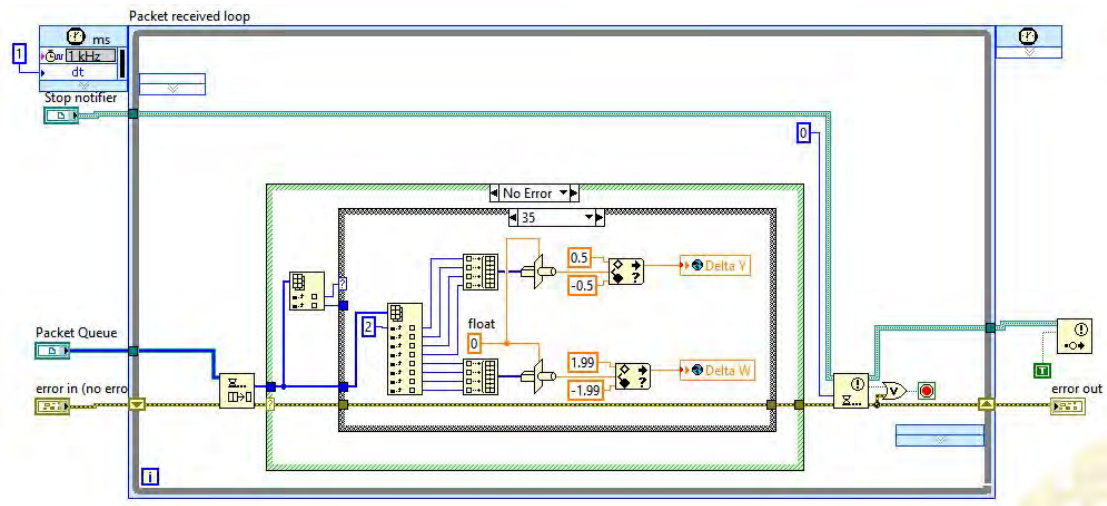 Packet received loop
ms
1 kHz
1
dt
Stop notifier
0
No Error
35
0.5
-0.5
Delta Y
2
float
0
Packet Queue
1.99
-1.99
Delta W
T
error in (no erro
error out
i